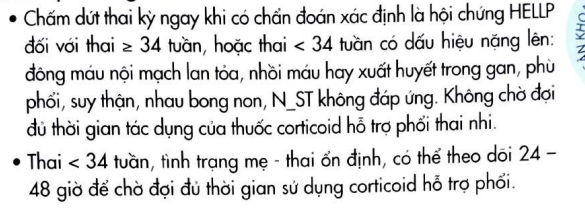 • Chấm dứt thai kỳ ngay khi có chẩn đoán xác định là hội chứng HELLP
đối với thai ≥ 34 tuần, hoặc thai < 34 tuần có dấu hiệu nặng lên:
đông máu nội mạch lan tỏa, nhồi máu hay xuất huyết trong gan, phù
phổi, suy thận, nhau bong non, N_ST không đáp ứng. Không chờ đợi
đủ thời gian tác dụng của thuốc corticoid hỗ trợ phổi thai nhi.
• Thai < 34 tuần, tình trạng mẹ - thai ổn định, có thể theo dõi 24 –
48 giờ để chờ đợi đủ thời gian sử dụng corticoid hỗ trợ phổi.